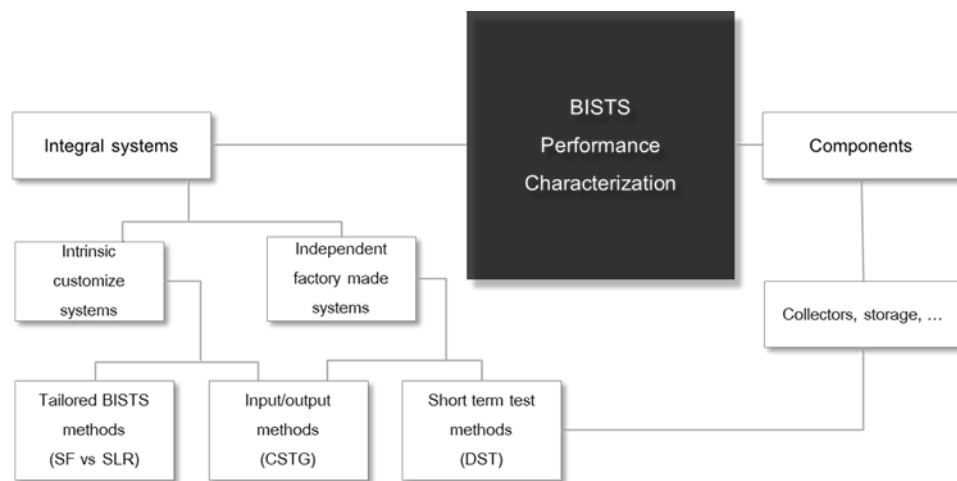 BISTS
Performance
Characterization
Integral systems
Components
Intrinsic
customize
systems
Independent
factory made
systems
Collectors, storage, ...
Tailored BISTS
methods
(SF vs SLR)
Input/output
methods
(CSTG)
Short term test
methods
(DST)